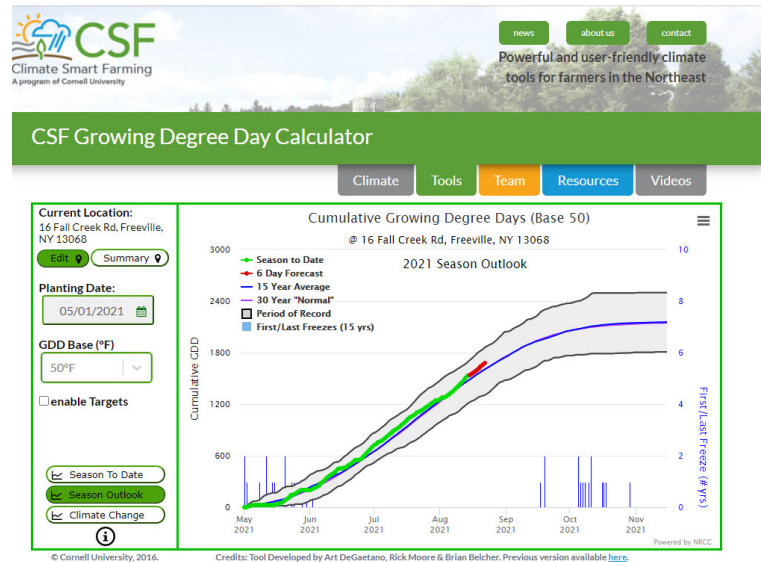 CSF
Climate Smart Farming
A program of Cornell University
news
about us
contact
Powerful and user-friendly climate
tools for farmers in the Northeast
CSF Growing Degree Day Calculator
Climate
Tools
Team
Resources
Videos
Current Location:
16 Fall Creek Rd, Freeville,
NY 13068
Edit
Summary
Planting Date:
05/01/2021
GDD Base (°F)
50°F
enable Targets
Season To Date
Season Outlook
Climate Change
Cumulative Growing Degree Days (Base 50)
@ 16 Fall Creek Rd, Freeville, NY 13068
2021 Season Outlook
Season to Date
6 Day Forecast
15 Year Average
30 Year "Normal"
Period of Record
First/Last Freezes (15 yrs)
Cumulative GDD
3000
2400
1800
1200
600
0
10
8
6
4
2
0
First/Last Freeze (# yrs)
May
2021
Jun
2021
Jul
2021
Aug
2021
Sep
2021
Oct
2021
Nov
2021
Powered by NRCC
© Cornell University, 2016.
Credits: Tool Developed by Art DeGaetano, Rick Moore & Brian Belcher. Previous version available here.